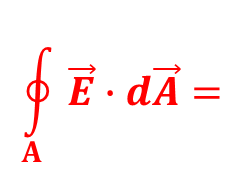 ∮ E⃗ · dA⃗ =
A